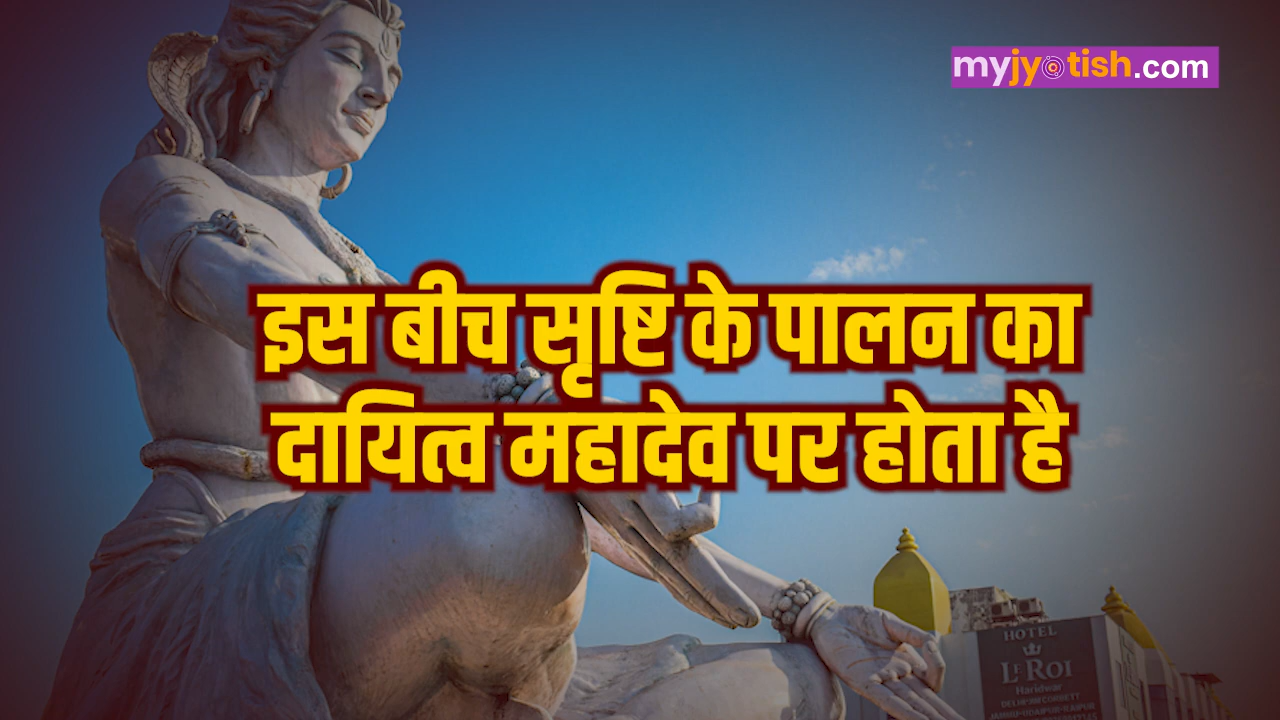 myjyotish.com
इस बीच सृष्टि के पालन का
दायित्व महादेव पर होता है
HOTEL
LE ROI
Haridwar